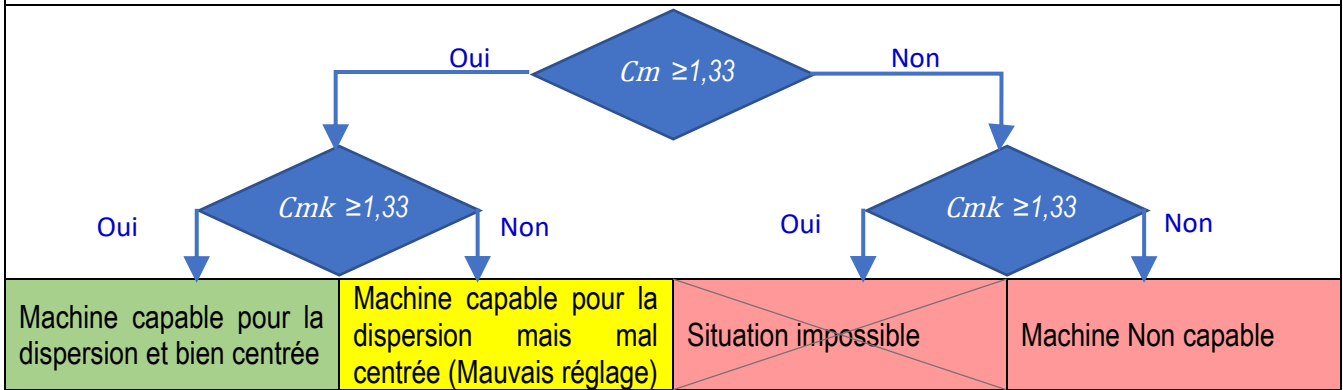 Cm ≥1,33
Oui
Non
Cmk ≥1,33
Cmk ≥1,33
Oui
Non
Oui
Non
Machine capable pour la
dispersion et bien centrée
Machine capable pour la
dispersion mais mal
centrée (Mauvais réglage)
Situation impossible
Machine Non capable